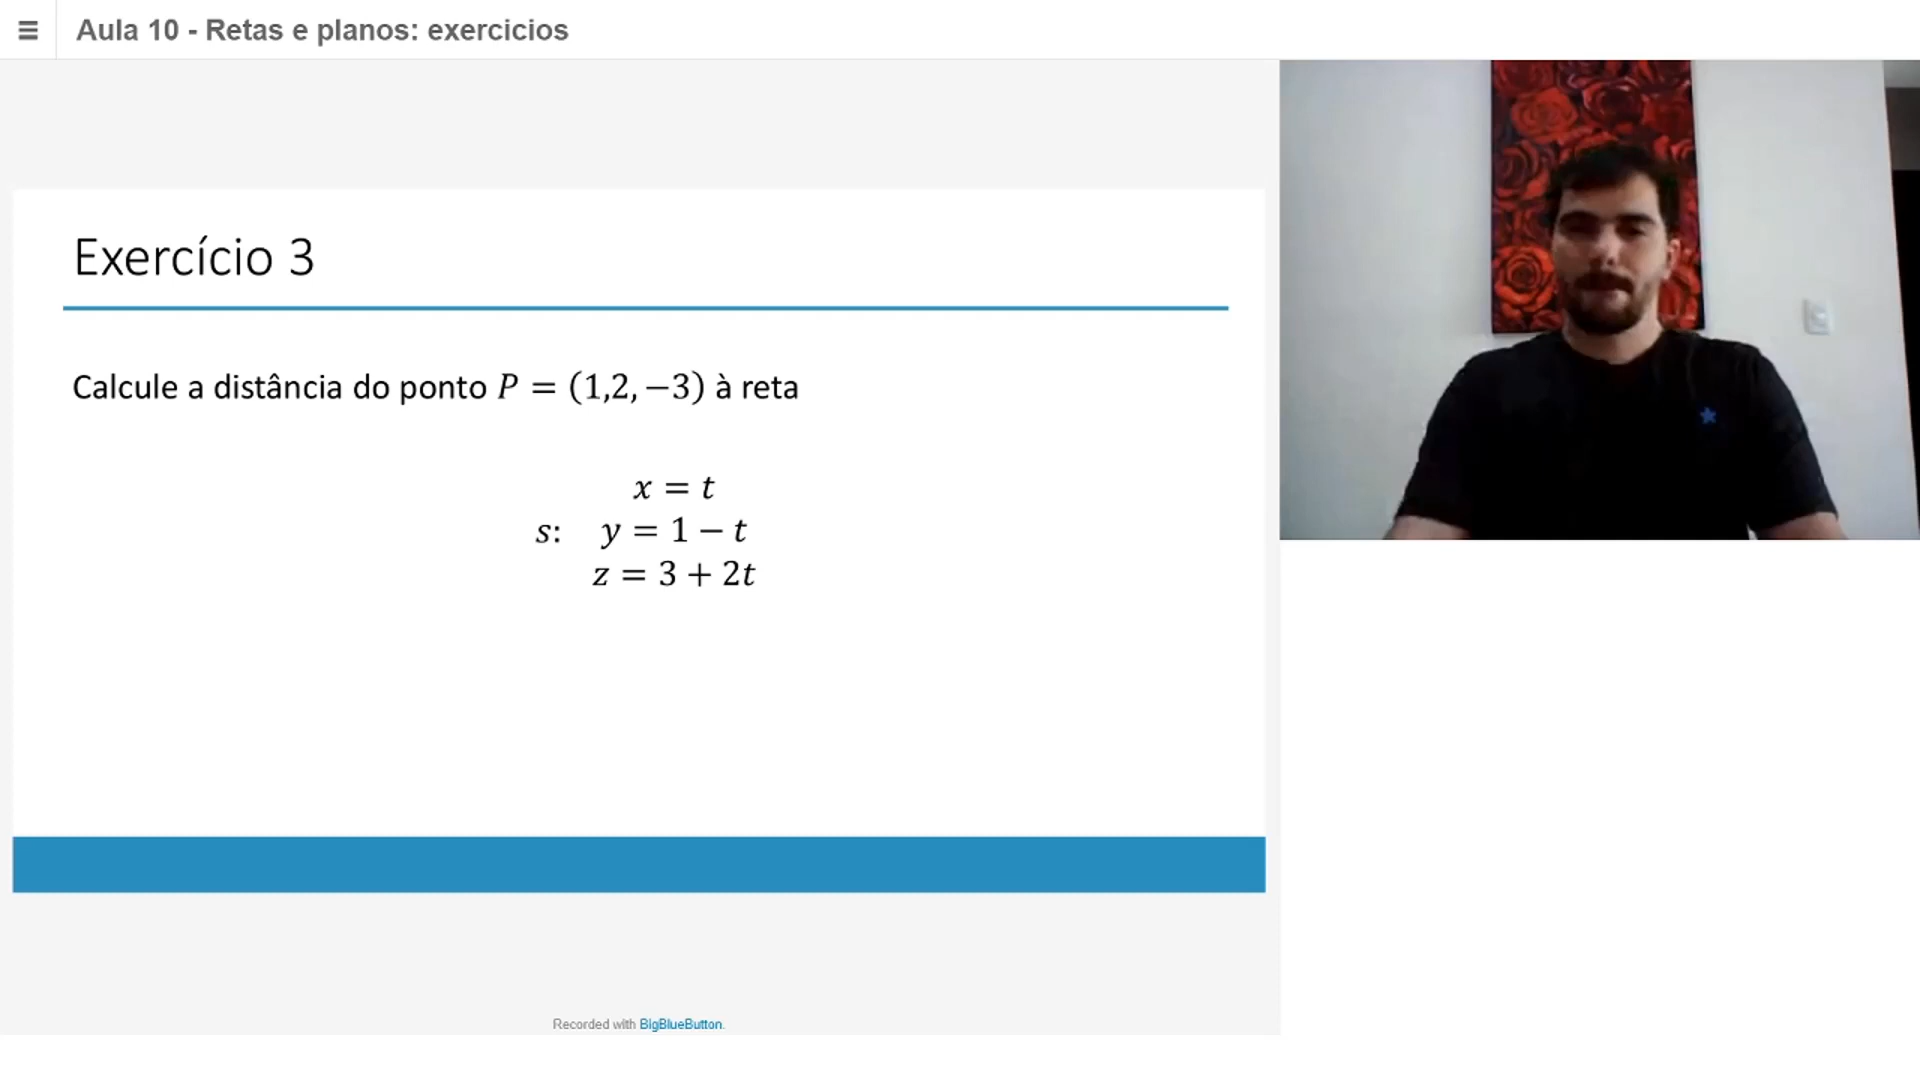 Aula 10 - Retas e planos: exercicios
Exercício 3
Calcule a distância do ponto P = (1,2, −3) à reta
x = t
s: y = 1 − t
z = 3 + 2t
Recorded with BigBlueButton.